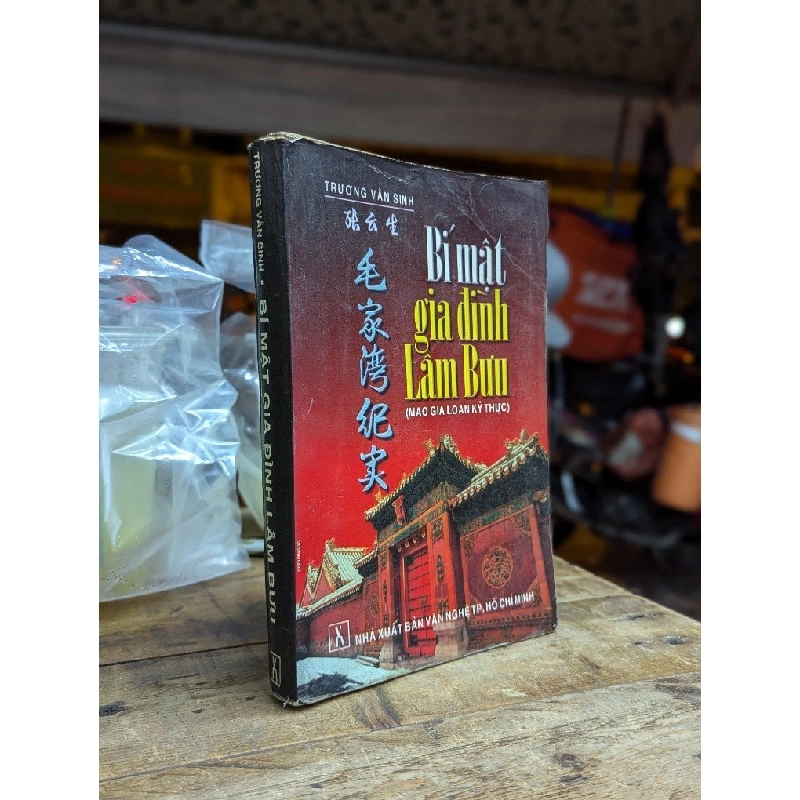 TRƯƠNG VÂN SINH
张云生
毛家湾纪实
Bí mật
gia đình
Lâm Bưu
(MAO GIA LOAN KÝ THỰC)
NHÀ XUẤT BẢN VĂN NGHỆ TP. HỒ CHÍ MINH
TRƯƠNG VÂN SINH • BÍ MẬT GIA ĐÌNH LÂM BƯU